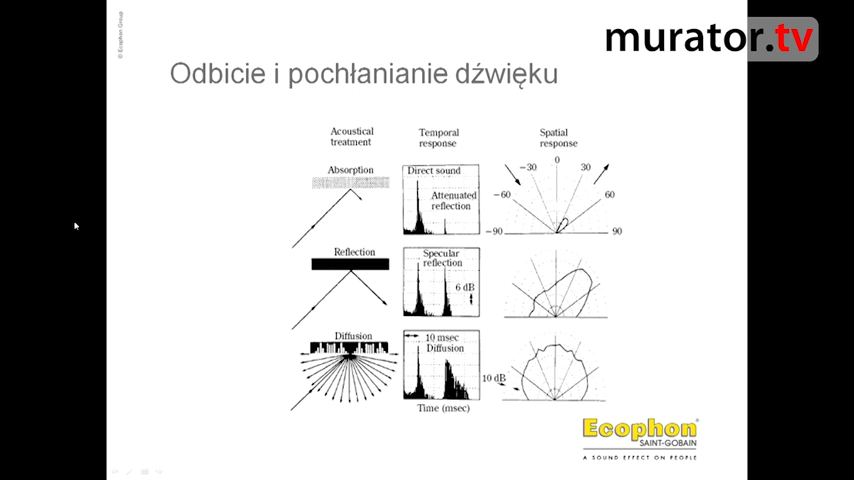 © Ecophon Group
murator.tv
Odbicie i pochłanianie dźwięku
Acoustical treatment
Temporal response
Spatial response
Absorption
Direct sound
Attenuated reflection
−90
−60
−30
0
30
60
90
Reflection
Specular reflection
6 dB
Diffusion
10 msec
Diffusion
10 dB
Time (msec)
Ecophon
SAINT-GOBAIN
A SOUND EFFECT ON PEOPLE